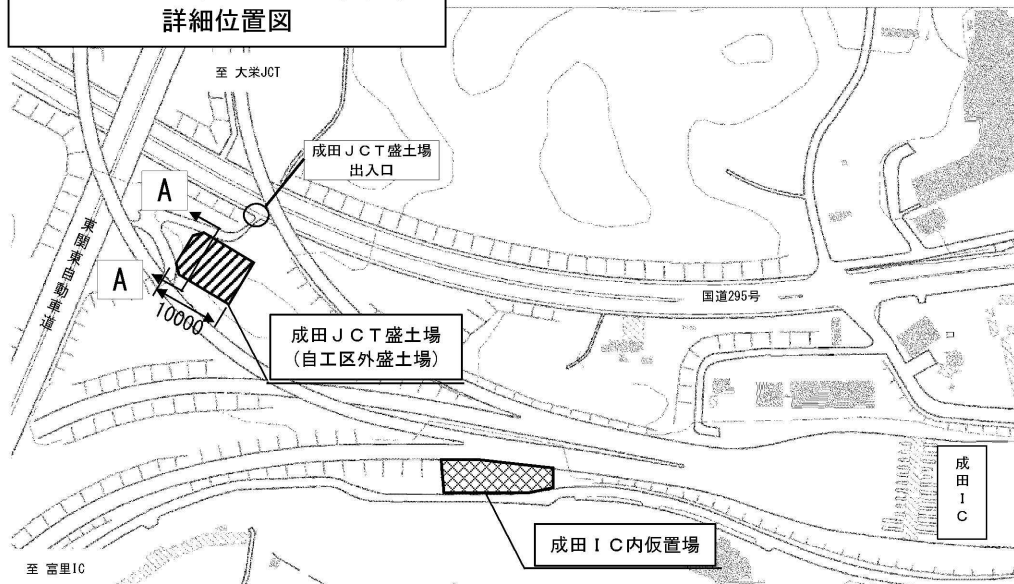 詳細位置図
至 大栄JCT
成田ＪＣＴ盛土場
出入口
A
東関東自動車道
A
10000
国道295号
成田ＪＣＴ盛土場
(自工区外盛土場)
成田ＩＣ
成田ＩＣ内仮置場
至 富里IC